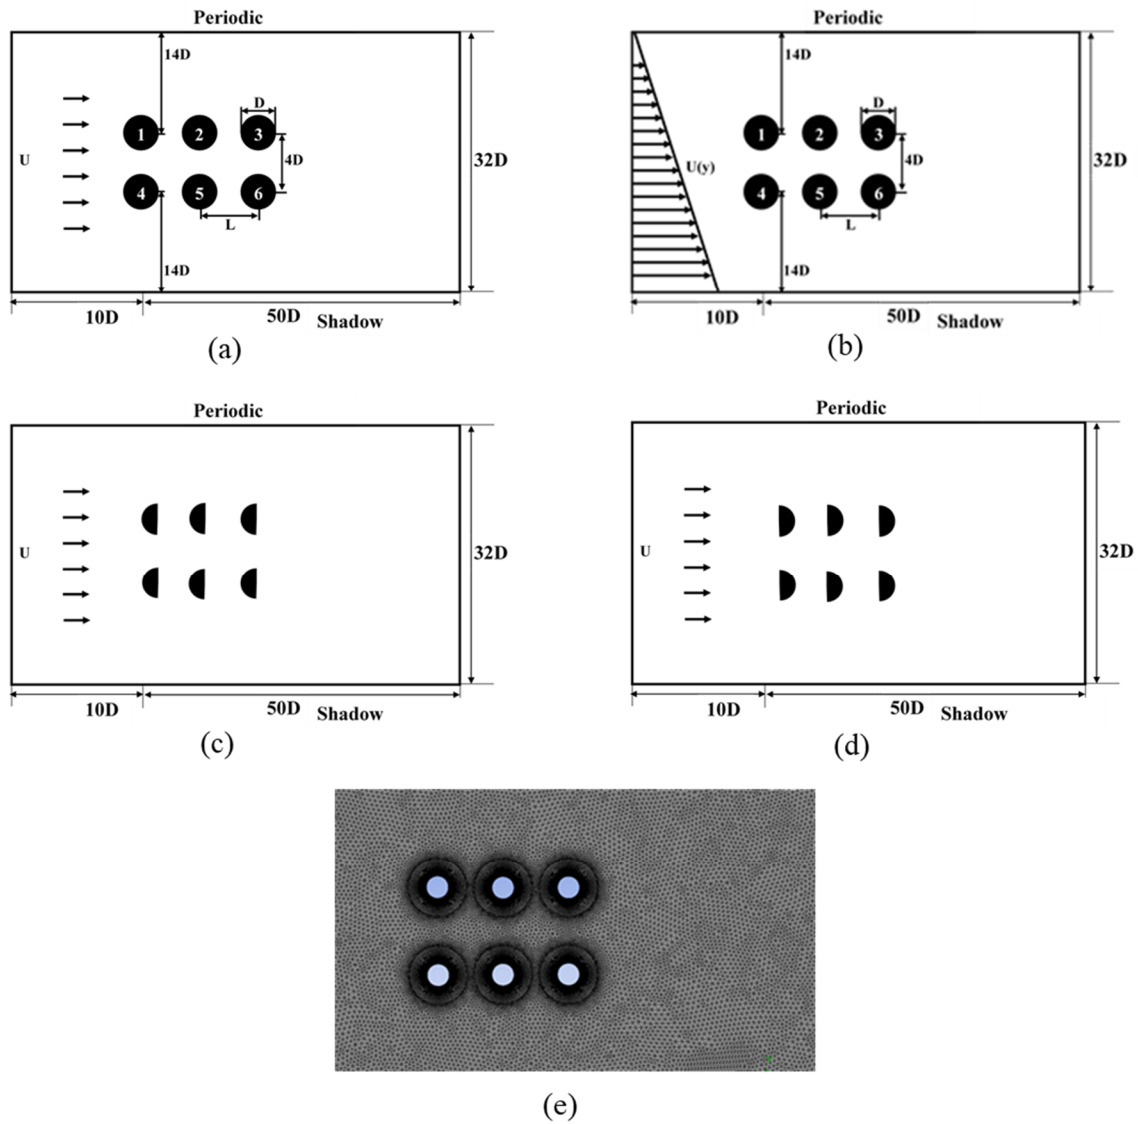 Periodic
14D
D
1 2 3
U
4D
32D
4 5 6
L
14D
10D 50D Shadow
(a)
Periodic
14D
D
1 2 3
U(y)
4D
32D
4 5 6
L
14D
10D 50D Shadow
(b)
Periodic
U
32D
10D 50D Shadow
(c)
Periodic
U
32D
10D 50D Shadow
(d)
(e)